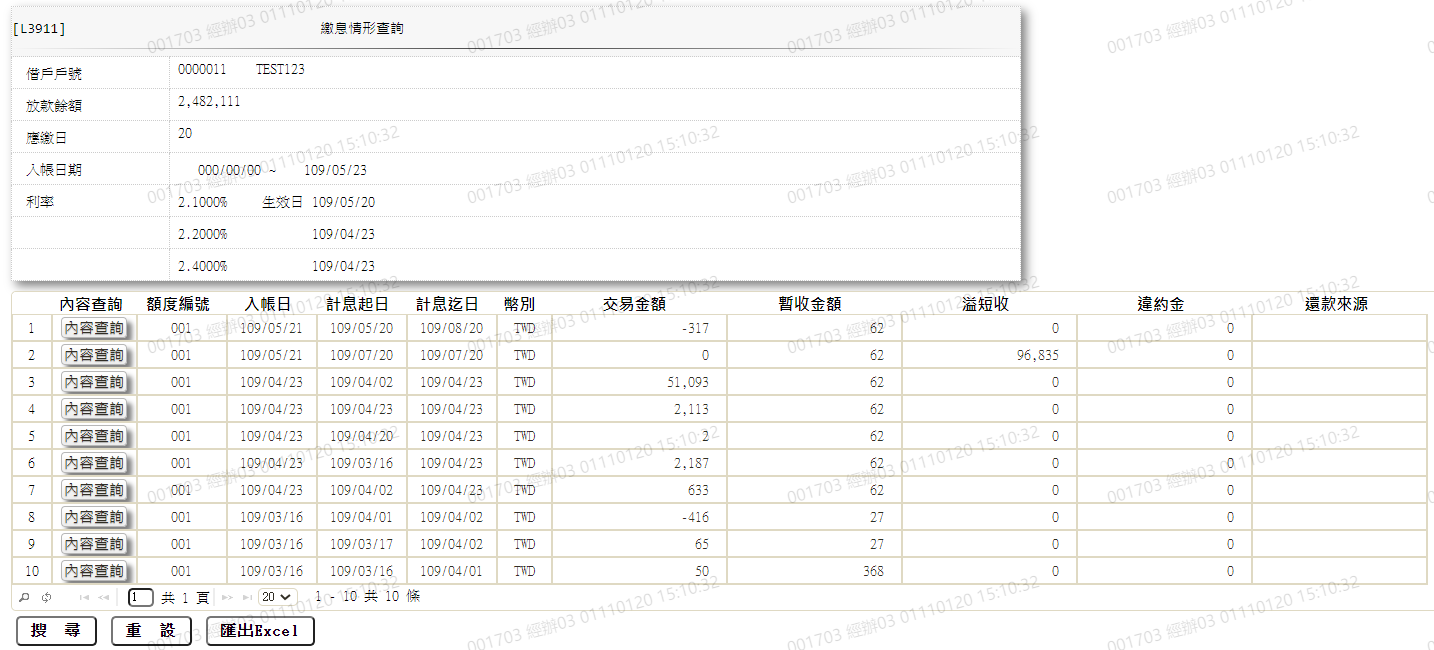 [L3911] 繳息情形查詢
借戶戶號 0000011 TEST123
放款餘額 2,482,111
應繳日 20
入帳日期 000/00/00 ~ 109/05/23
利率 2.1000% 生效日 109/05/20
2.2000% 109/04/23
2.4000% 109/04/23
內容查詢 額度編號 入帳日 計息起日 計息迄日 幣別 交易金額 暫收金額 溢短收 違約金 還款來源
1 內容查詢 001 109/05/21 109/05/20 109/08/20 TWD -317 62 0 0
2 內容查詢 001 109/05/21 109/07/20 109/07/20 TWD 0 62 96,835 0
3 內容查詢 001 109/04/23 109/04/02 109/04/23 TWD 51,093 62 0 0
4 內容查詢 001 109/04/23 109/04/23 109/04/23 TWD 2,113 62 0 0
5 內容查詢 001 109/04/23 109/04/20 109/04/23 TWD 2 62 0 0
6 內容查詢 001 109/04/23 109/03/16 109/04/23 TWD 2,187 62 0 0
7 內容查詢 001 109/04/23 109/04/02 109/04/23 TWD 633 62 0 0
8 內容查詢 001 109/03/16 109/04/01 109/04/02 TWD -416 27 0 0
9 內容查詢 001 109/03/16 109/03/17 109/04/02 TWD 65 27 0 0
10 內容查詢 001 109/03/16 109/03/16 109/04/01 TWD 50 368 0 0
1 共 1 頁 20 1 - 10 共 10 條
搜 尋 重 設 匯出Excel
001703 經辦03 01110120 15:10:32